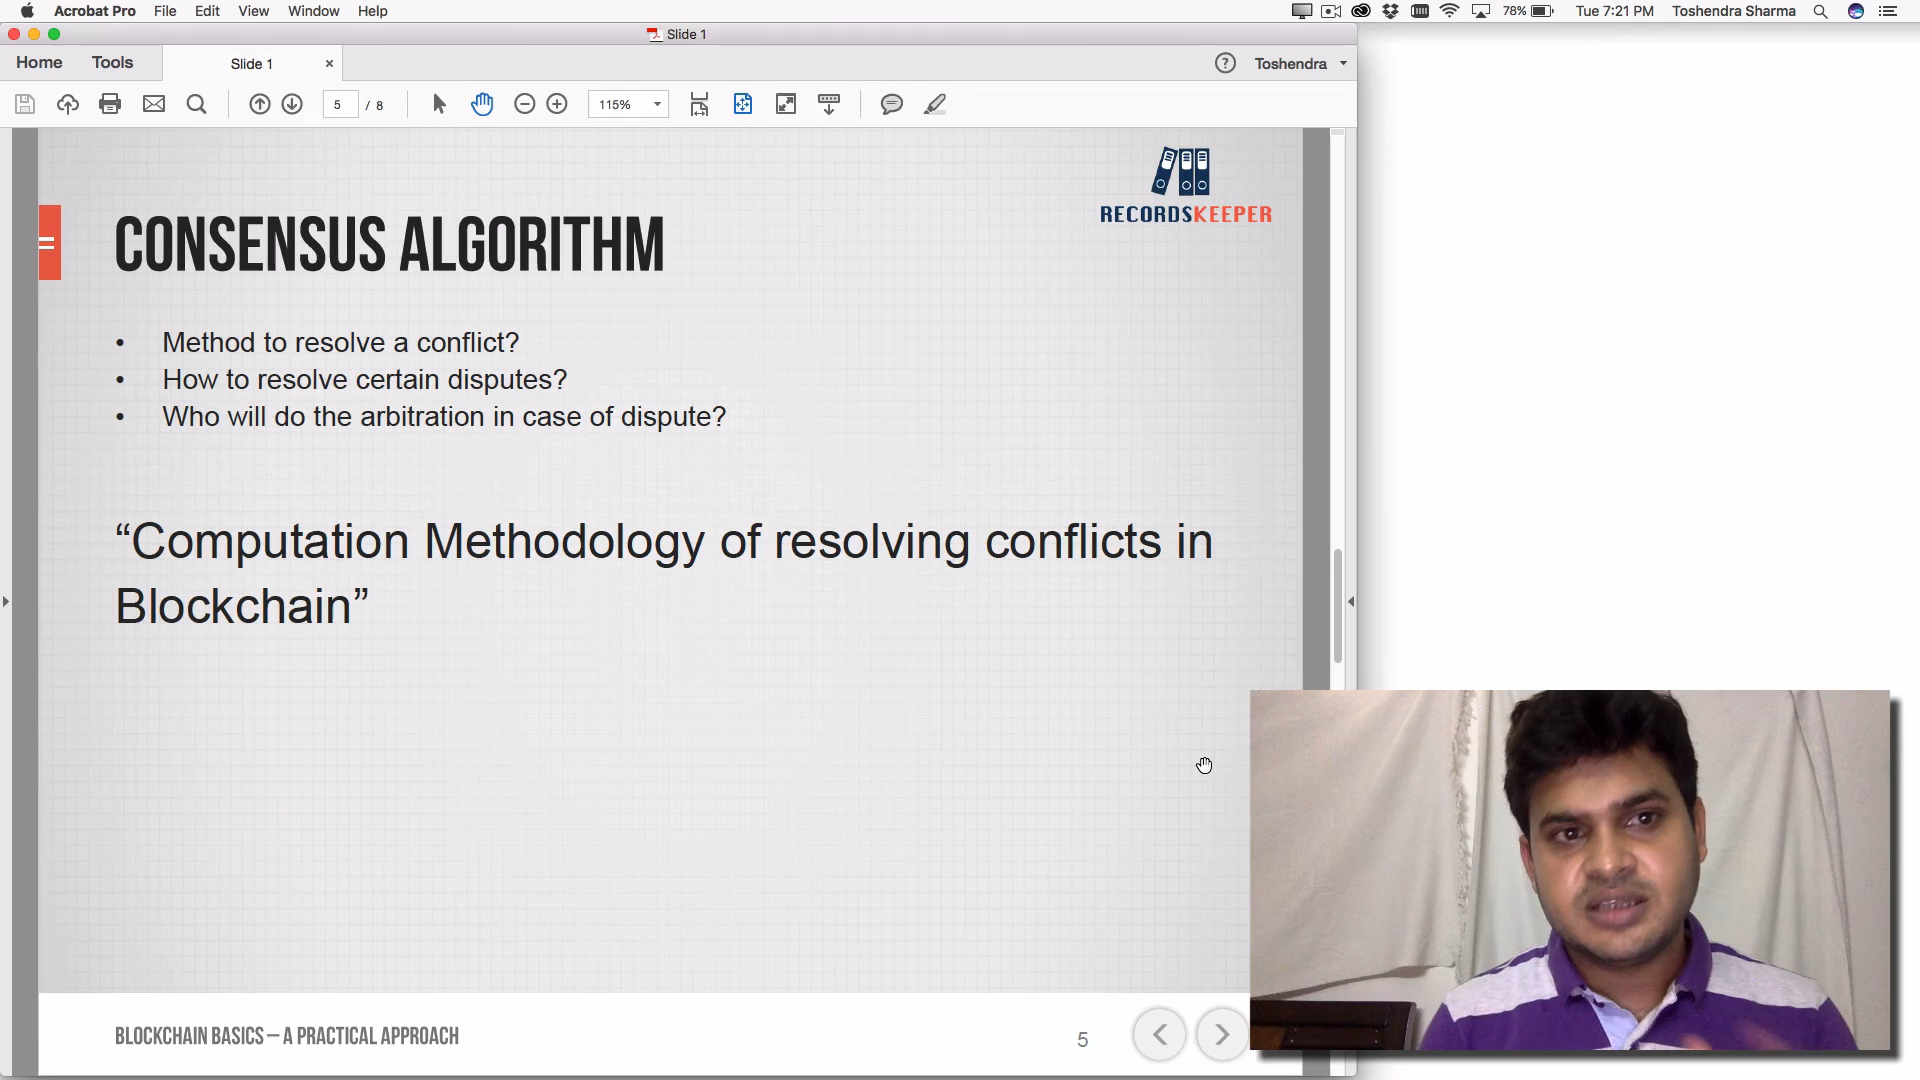 Acrobat Pro File Edit View Window Help
78% Tue 7:21 PM Toshendra Sharma
Slide 1
Home Tools Slide 1 × ? Toshendra
5 / 8 115%
RECORDSKEEPER
CONSENSUS ALGORITHM
• Method to resolve a conflict?
• How to resolve certain disputes?
• Who will do the arbitration in case of dispute?
“Computation Methodology of resolving conflicts in
Blockchain”
BLOCKCHAIN BASICS – A PRACTICAL APPROACH
5